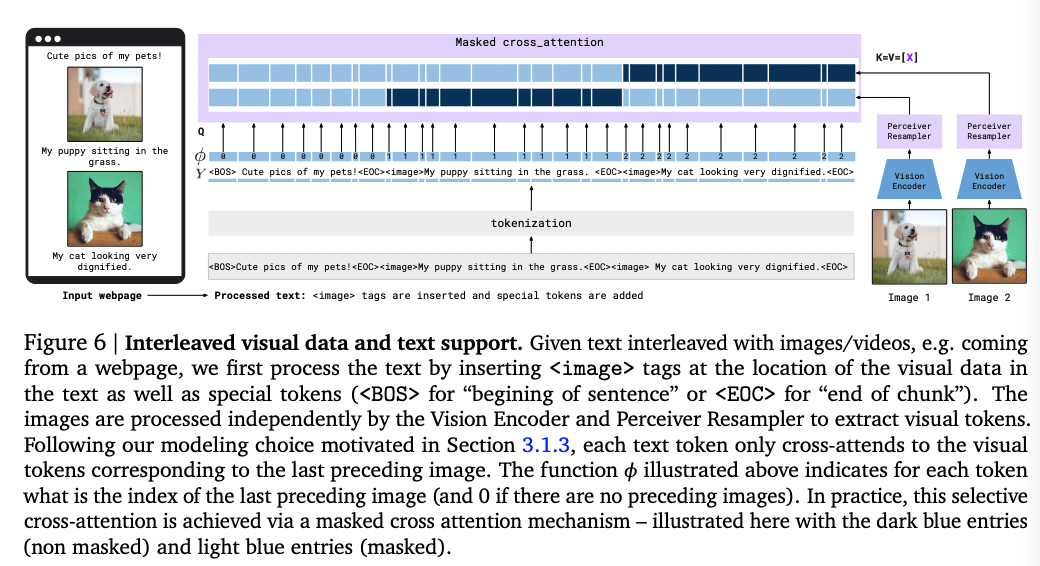 Cute pics of my pets!
My puppy sitting in the
grass.
My cat looking very
dignified.
Input webpage
Masked cross_attention
K=V=[X]
Q
ϕ
0 0 0 0 0 0 0 0 1 1 1 1 1 1 1 1 1 1 1 2 2 2 2 2 2 2 2 2 2
Y
<BOS> Cute pics of my pets!<EOC><image>My puppy sitting in the grass. <EOC><image>My cat looking very dignified.<EOC>
tokenization
<BOS>Cute pics of my pets!<EOC><image>My puppy sitting in the grass.<EOC><image> My cat looking very dignified.<EOC>
Processed text: <image> tags are inserted and special tokens are added
Perceiver
Resampler
Perceiver
Resampler
Vision
Encoder
Vision
Encoder
Image 1
Image 2
Figure 6 | Interleaved visual data and text support. Given text interleaved with images/videos, e.g. coming
from a webpage, we first process the text by inserting <image> tags at the location of the visual data in
the text as well as special tokens (<BOS> for “begining of sentence” or <EOC> for “end of chunk”). The
images are processed independently by the Vision Encoder and Perceiver Resampler to extract visual tokens.
Following our modeling choice motivated in Section 3.1.3, each text token only cross-attends to the visual
tokens corresponding to the last preceding image. The function ϕ illustrated above indicates for each token
what is the index of the last preceding image (and 0 if there are no preceding images). In practice, this selective
cross-attention is achieved via a masked cross attention mechanism – illustrated here with the dark blue entries
(non masked) and light blue entries (masked).